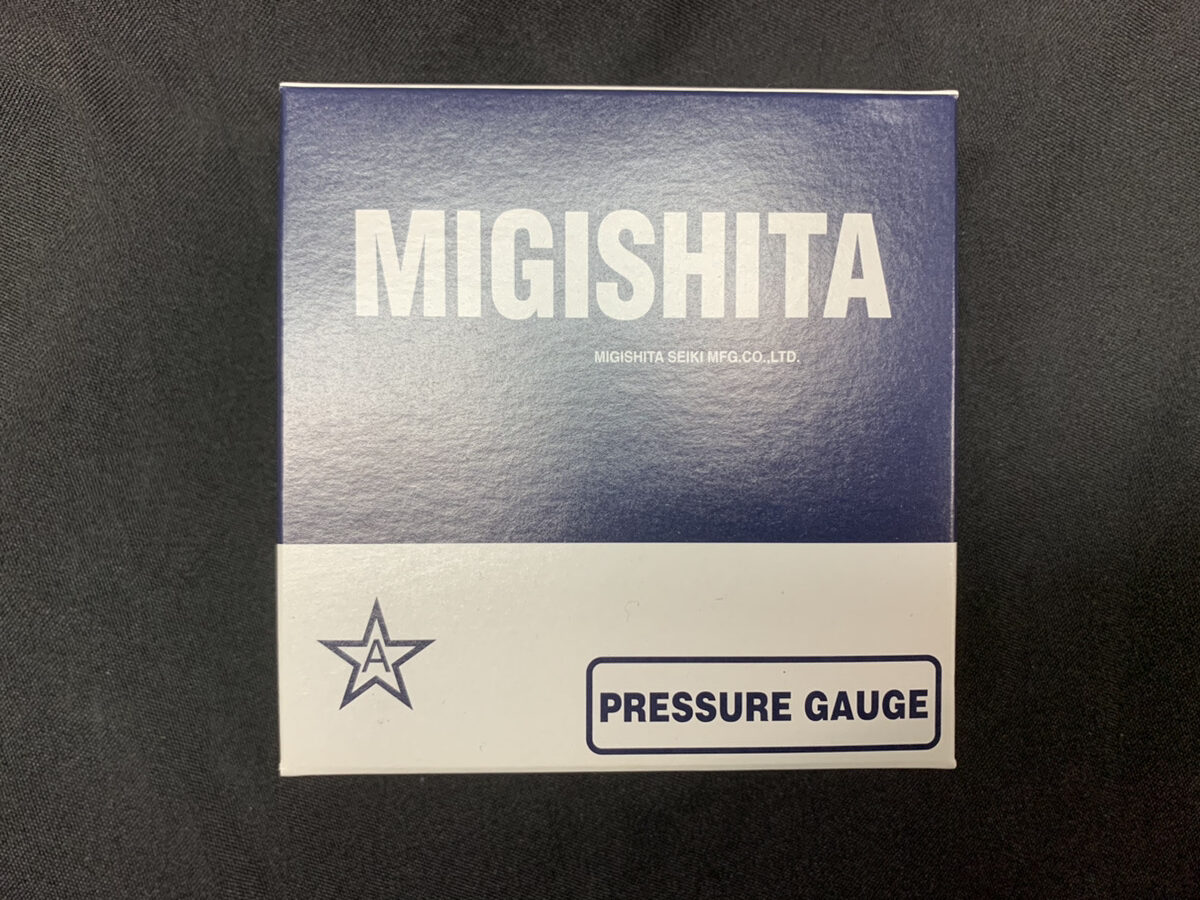 MIGISHITA
MIGISHITA SEIKI MFG.CO.,LTD.
A
PRESSURE GAUGE